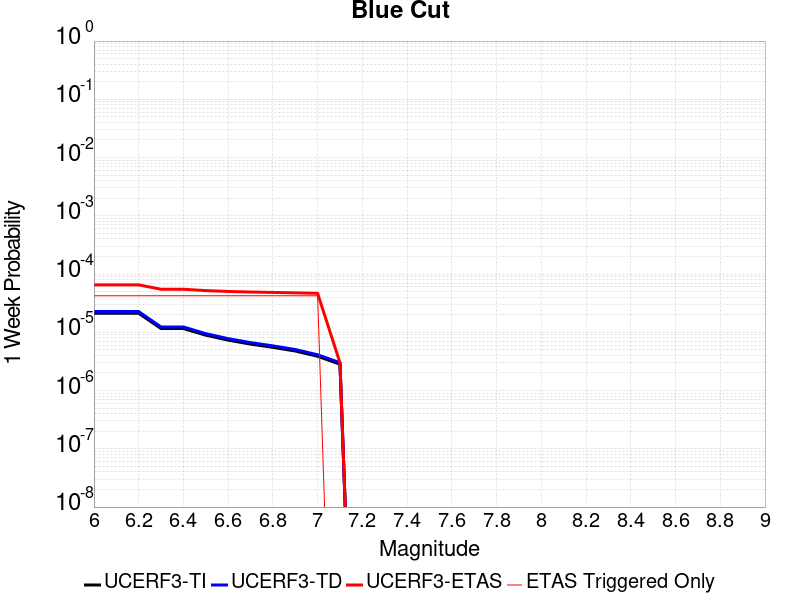 Blue Cut
10^0
10^-1
10^-2
10^-3
10^-4
10^-5
10^-6
10^-7
10^-8
1 Week Probability
6 6.2 6.4 6.6 6.8 7 7.2 7.4 7.6 7.8 8 8.2 8.4 8.6 8.8 9
Magnitude
UCERF3-TI UCERF3-TD UCERF3-ETAS ETAS Triggered Only